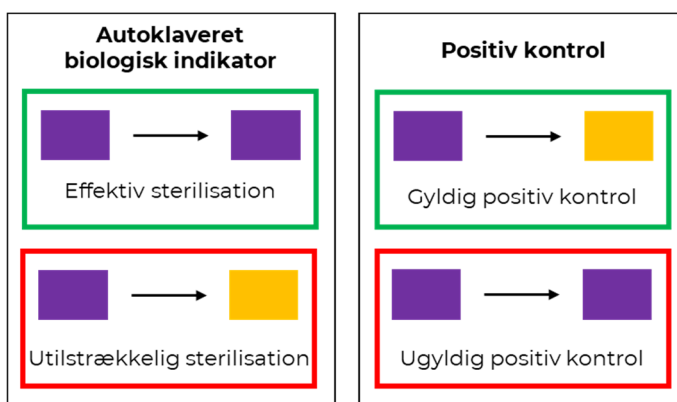 Autoklaveret
biologisk indikator
Effektiv sterilisation
Utilstrækkelig sterilisation
Positiv kontrol
Gyldig positiv kontrol
Ugyldig positiv kontrol